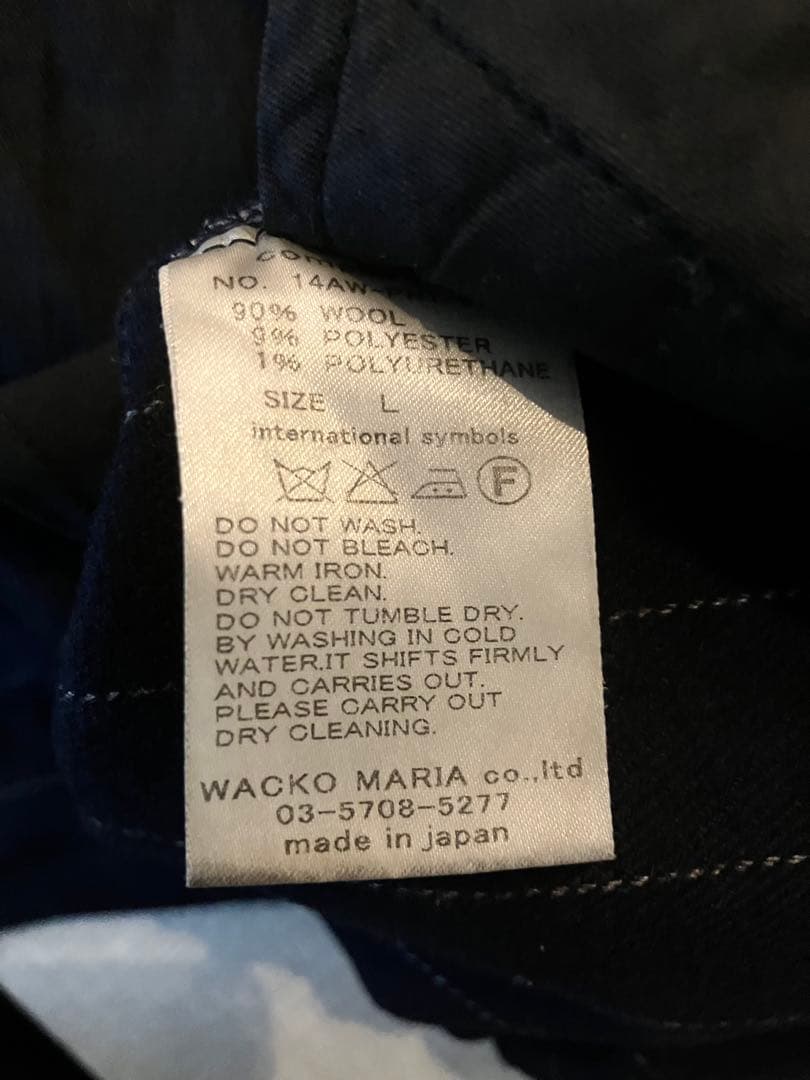 NO. 14AW
90% WOOL
9% POLYESTER
1% POLYURETHANE
SIZE L
international symbols
F
DO NOT WASH.
DO NOT BLEACH.
WARM IRON.
DRY CLEAN.
DO NOT TUMBLE DRY.
BY WASHING IN COLD
WATER.IT SHIFTS FIRMLY
AND CARRIES OUT.
PLEASE CARRY OUT
DRY CLEANING.
WACKO MARIA co.,ltd
03-5708-5277
made in japan